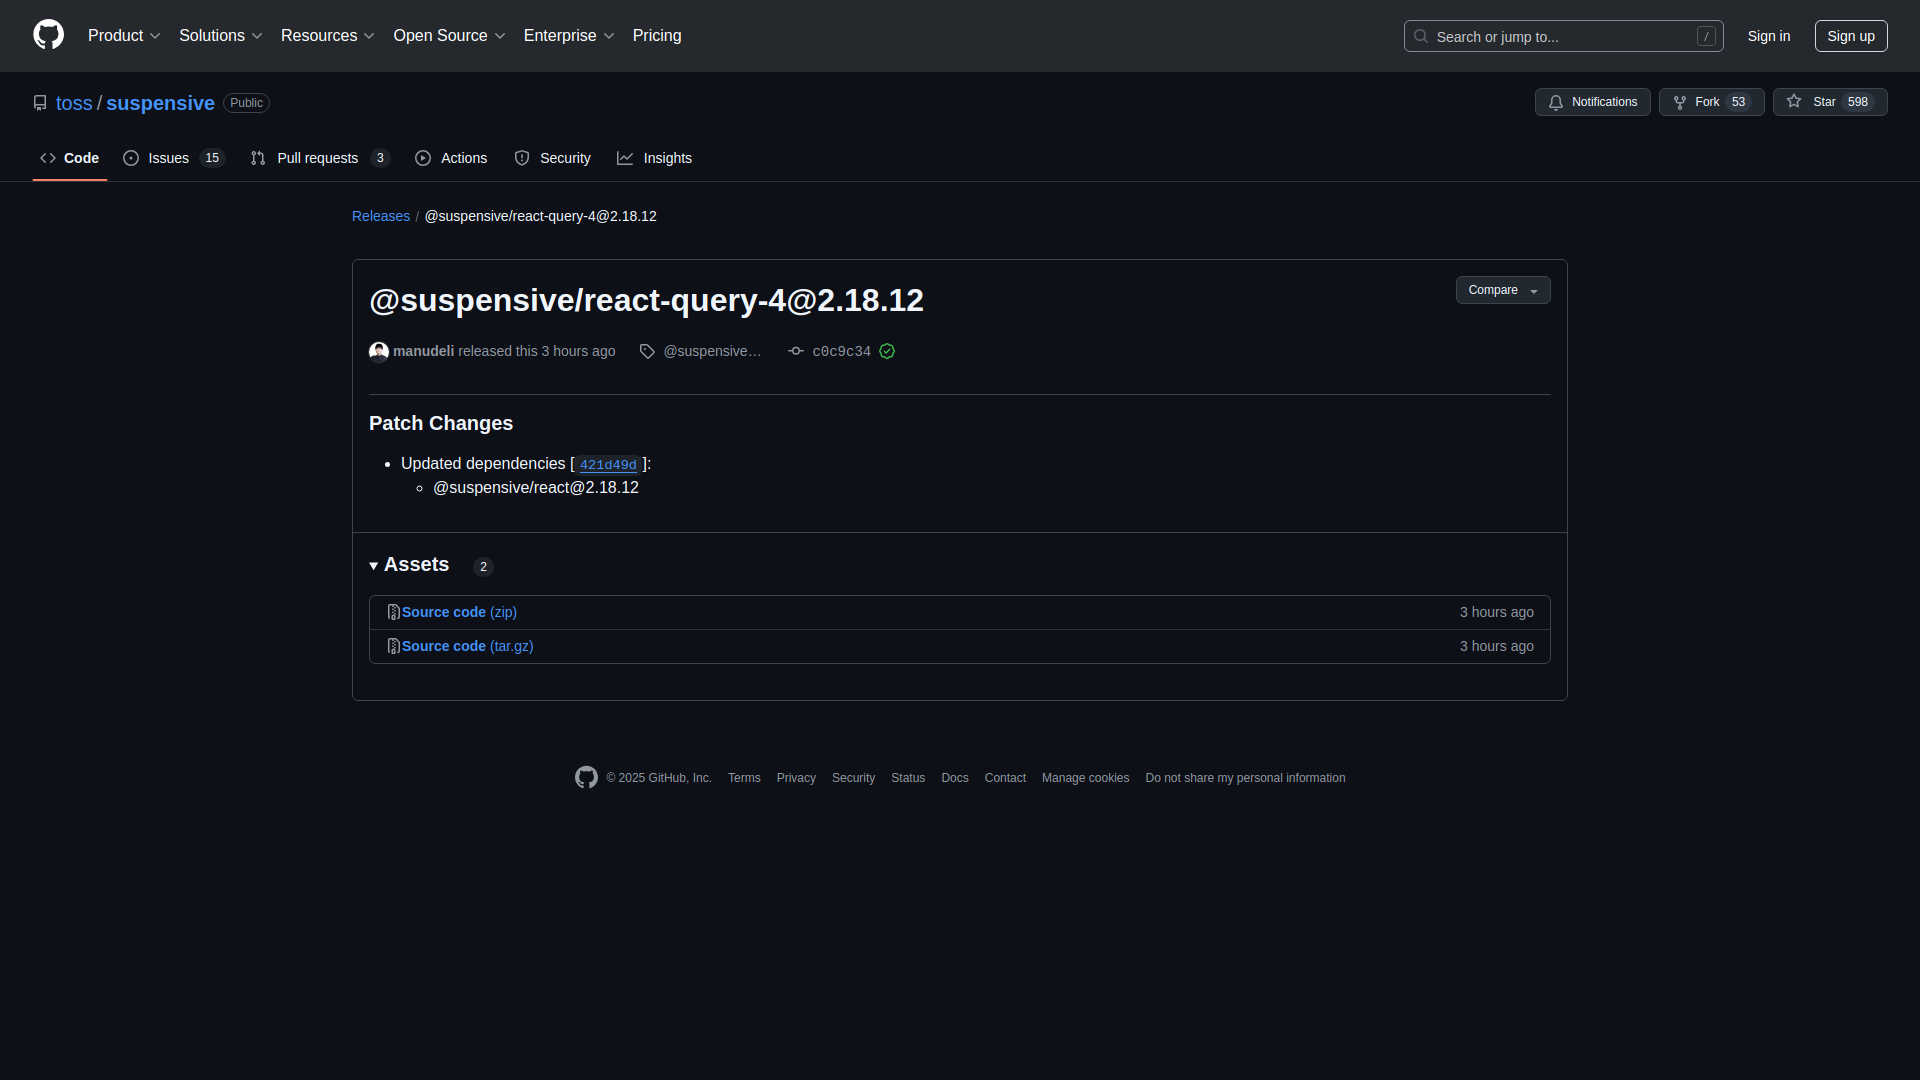 Product Solutions Resources Open Source Enterprise Pricing Search or jump to... / Sign in Sign up
toss / suspensive Public Notifications Fork 53 Star 598
Code Issues 15 Pull requests 3 Actions Security Insights
Releases / @suspensive/react-query-4@2.18.12
@suspensive/react-query-4@2.18.12 Compare
manudeli released this 3 hours ago @suspensive… c0c9c34
Patch Changes
Updated dependencies [421d49d]:
@suspensive/react@2.18.12
Assets 2
Source code (zip) 3 hours ago
Source code (tar.gz) 3 hours ago
© 2025 GitHub, Inc. Terms Privacy Security Status Docs Contact Manage cookies Do not share my personal information